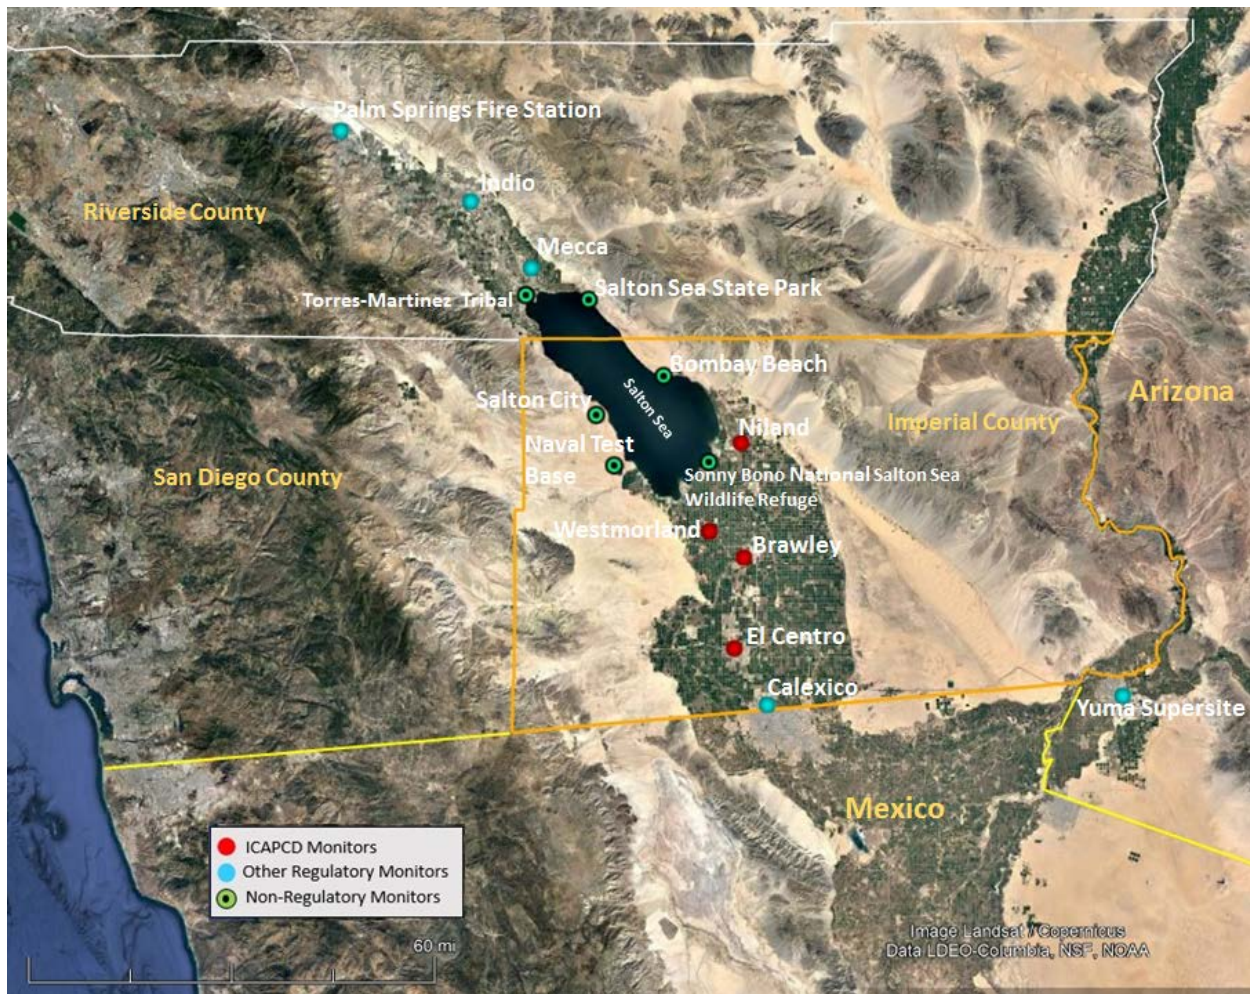 Palm Springs Fire Station
Indio
Riverside County
Mecca
Torres-Martinez Tribal
Salton Sea State Park
Bombay Beach
Salton City
Salton Sea
Imperial County
Arizona
Niland
Naval Test
Base
San Diego County
Sonny Bono National Salton Sea
Wildlife Refuge
Westmorland
Brawley
El Centro
Calexico
Yuma Supersite
Mexico
ICAPCD Monitors
Other Regulatory Monitors
Non-Regulatory Monitors
60 mi
Image Landsat / Copernicus
Data LDEO-Columbia, NSF, NOAA